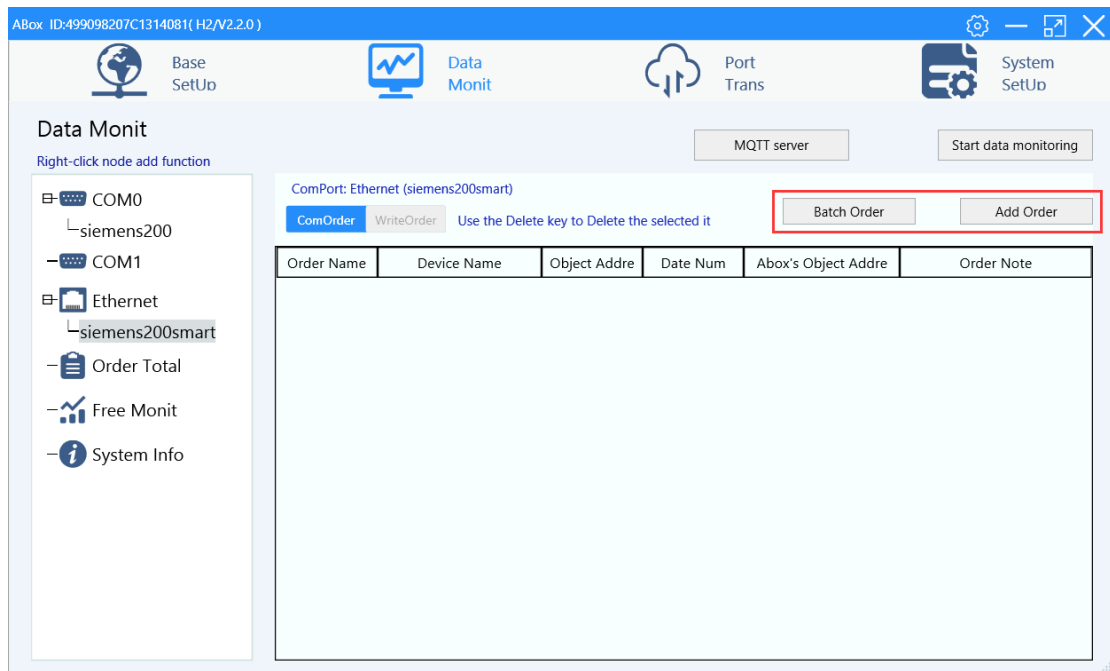 ABox ID:499098207C1314081( H2/V2.2.0 )
Base
SetUp
Data
Monit
Port
Trans
System
SetUp
Data Monit
MQTT server
Start data monitoring
Right-click node add function
COM0
siemens200
COM1
Ethernet
siemens200smart
Order Total
Free Monit
System Info
ComPort: Ethernet (siemens200smart)
ComOrder
WriteOrder
Use the Delete key to Delete the selected it
Batch Order
Add Order
Order Name
Device Name
Object Addre
Date Num
Abox's Object Addre
Order Note